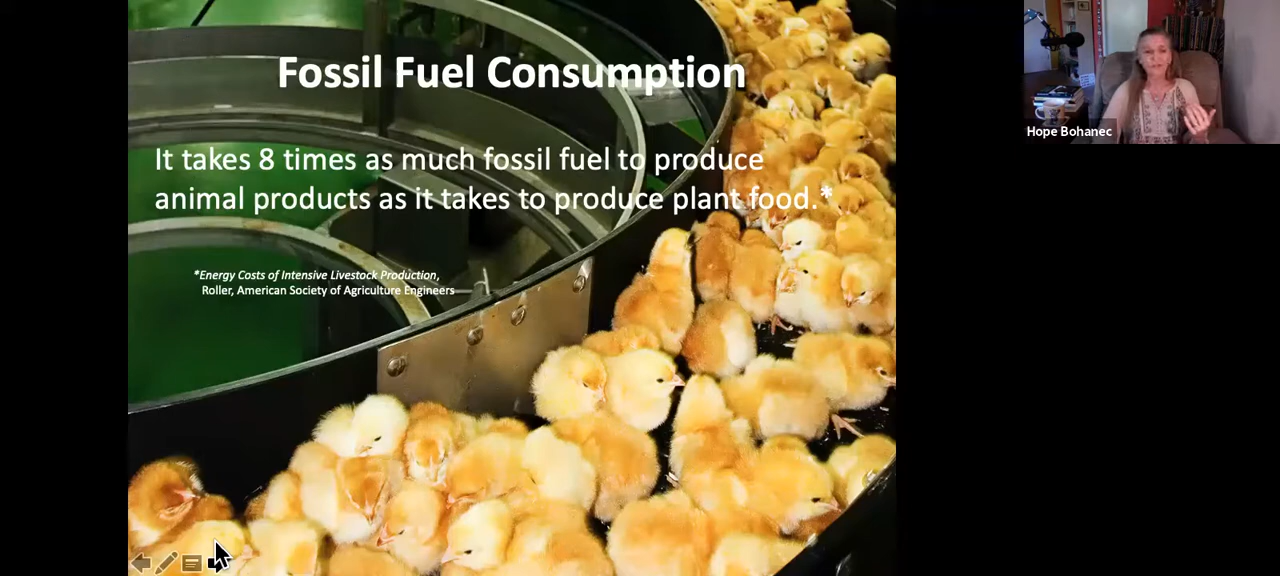 Fossil Fuel Consumption
It takes 8 times as much fossil fuel to produce
animal products as it takes to produce plant food.*
*Energy Costs of Intensive Livestock Production,
Roller, American Society of Agriculture Engineers
Hope Bohanec